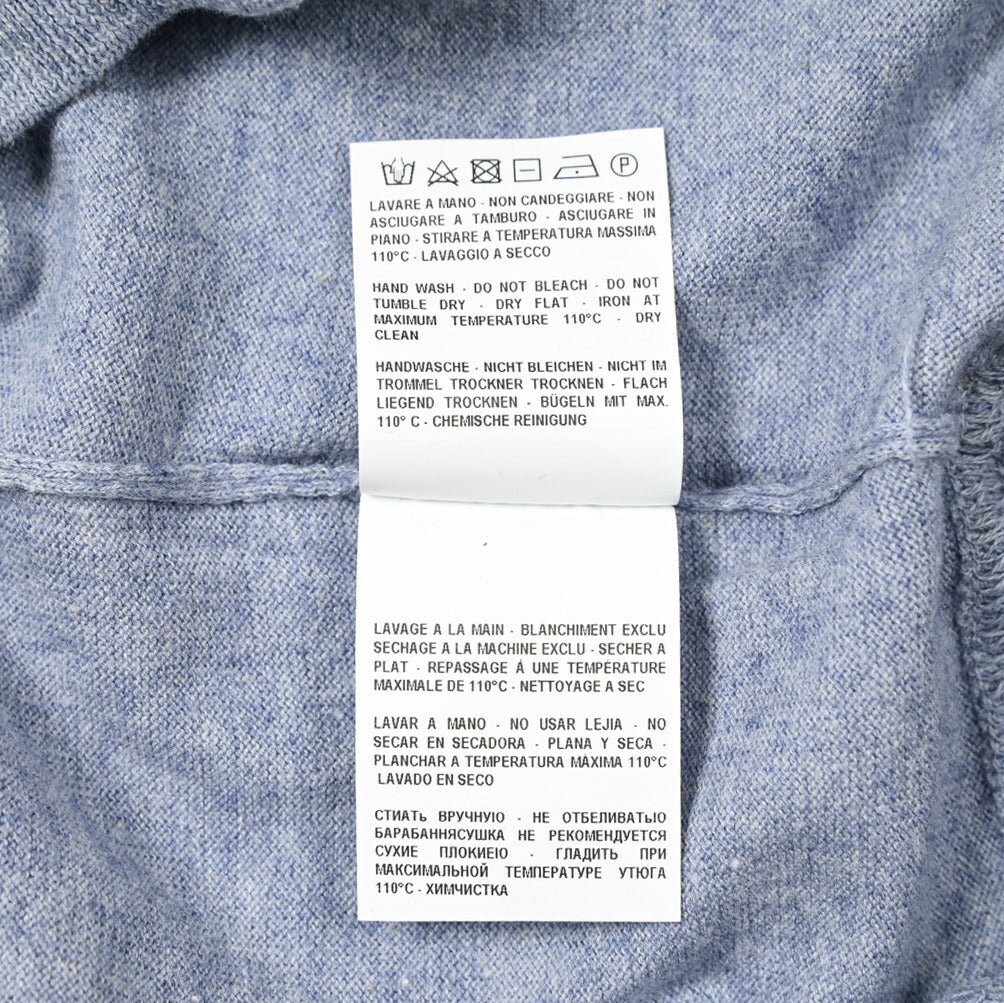 P
LAVARE A MANO - NON CANDEGGIARE - NON
ASCIUGARE A TAMBURO - ASCIUGARE IN
PIANO - STIRARE A TEMPERATURA MASSIMA
110°C - LAVAGGIO A SECCO
HAND WASH - DO NOT BLEACH - DO NOT
TUMBLE DRY - DRY FLAT - IRON AT
MAXIMUM TEMPERATURE 110°C - DRY
CLEAN
HANDWASCHE - NICHT BLEICHEN - NICHT IM
TROMMEL TROCKNER TROCKNEN - FLACH
LIEGEND TROCKNEN - BÜGELN MIT MAX.
110° C - CHEMISCHE REINIGUNG
LAVAGE A LA MAIN - BLANCHIMENT EXCLU
SECHAGE A LA MACHINE EXCLU - SECHER A
PLAT - REPASSAGE Á UNE TEMPÉRATURE
MAXIMALE DE 110°C - NETTOYAGE A SEC
LAVAR A MANO - NO USAR LEJIA - NO
SECAR EN SECADORA - PLANA Y SECA -
PLANCHAR A TEMPERATURA MÁXIMA 110°C
LAVADO EN SECO
СТИАТЬ ВРУЧНУЮ - НЕ ОТБЕЛИВАТЬЮ
БАРАБАННЯСУШКА НЕ РЕКОМЕНДУЕТСЯ
СУХИЕ ПЛОКИЕЮ - ГЛАДИТЬ ПРИ
МАКСИМАЛЬНОЙ ТЕМПЕРАТУРЕ УТЮГА
110°C - ХИМЧИСТКА